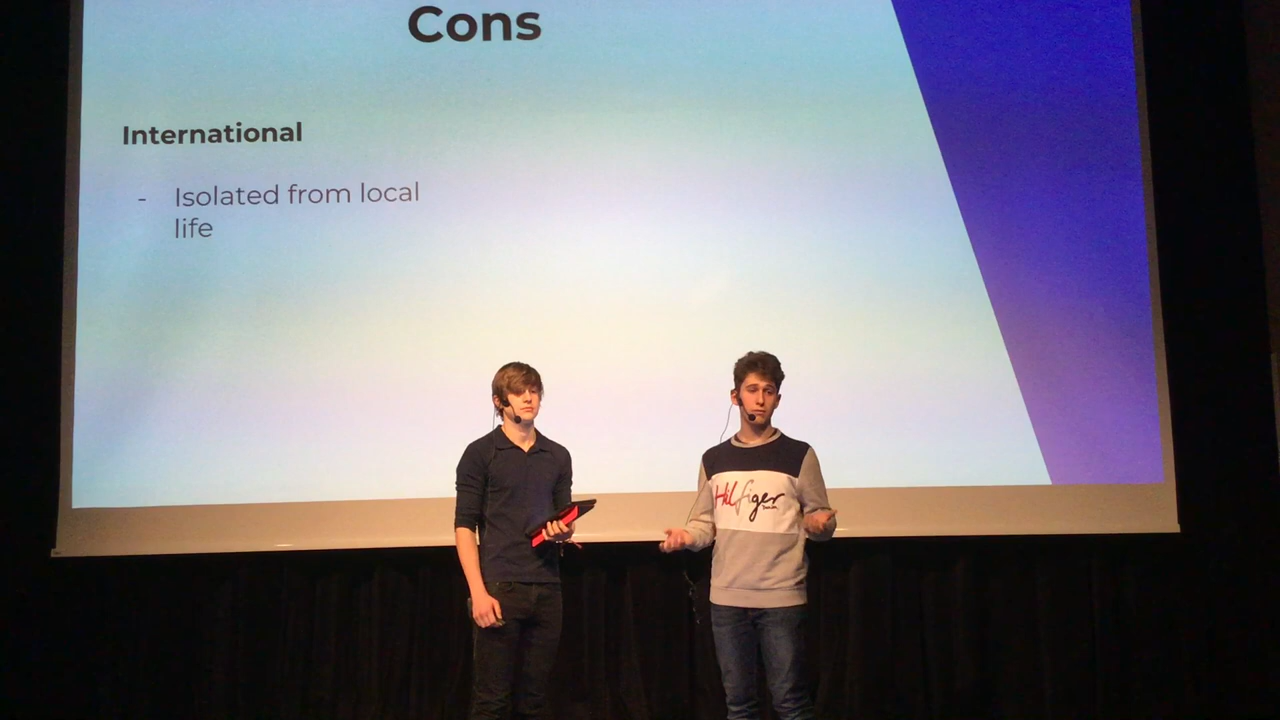 Cons
International
- Isolated from local
life
Hilfiger